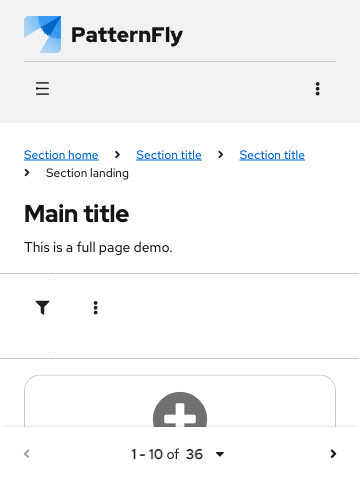 PatternFly
Section home Section title Section title
Section landing
Main title
This is a full page demo.
1 - 10 of 36